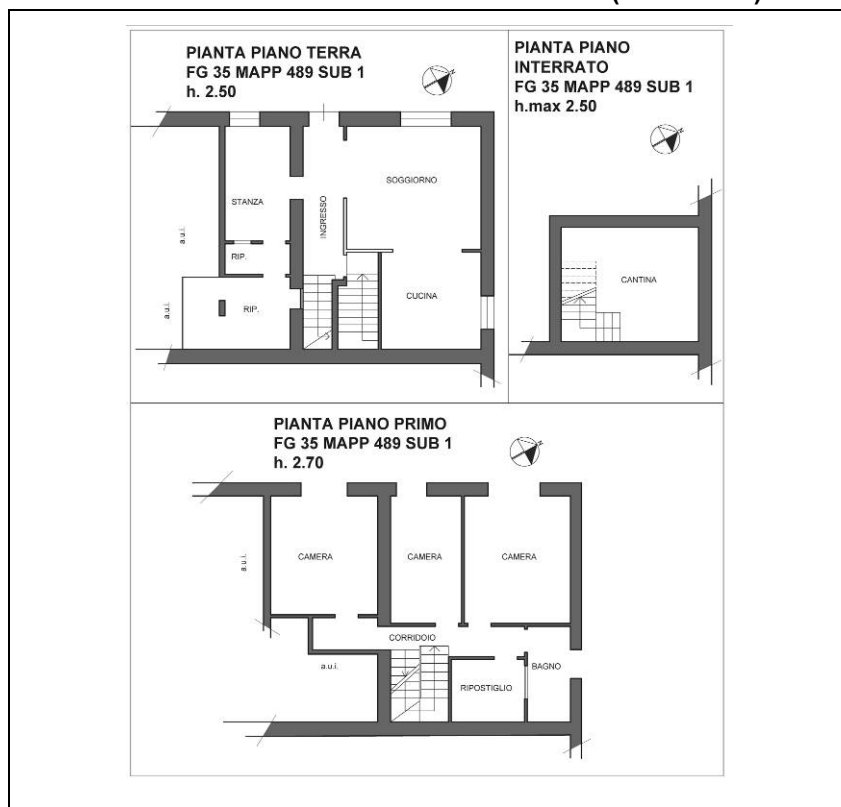 PIANTA PIANO TERRA
FG 35 MAPP 489 SUB 1
h. 2.50
N
STANZA
SOGGIORNO
INGRESSO
a.u.i.
RIP.
RIP.
CUCINA
a.u.i.
PIANTA PIANO
INTERRATO
FG 35 MAPP 489 SUB 1
h.max 2.50
N
CANTINA
PIANTA PIANO PRIMO
FG 35 MAPP 489 SUB 1
h. 2.70
N
CAMERA
CAMERA
CAMERA
a.u.i.
CORRIDOIO
a.u.i.
BAGNO
RIPOSTIGLIO